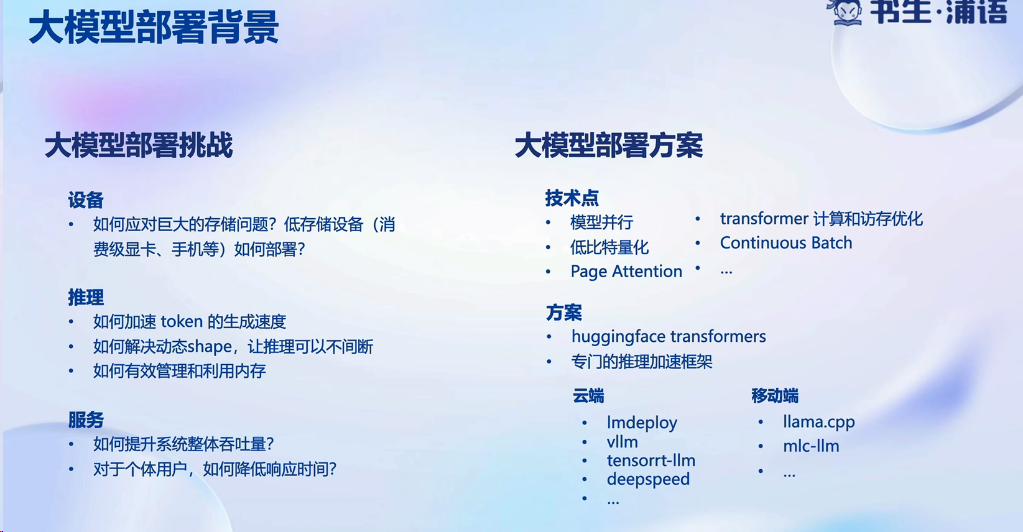 大模型部署背景
书生·浦语
大模型部署挑战
设备
• 如何应对巨大的存储问题？低存储设备（消
费级显卡、手机等）如何部署？
推理
• 如何加速 token 的生成速度
• 如何解决动态shape，让推理可以不间断
• 如何有效管理和利用内存
服务
• 如何提升系统整体吞吐量？
• 对于个体用户，如何降低响应时间？
大模型部署方案
技术点
• 模型并行
• 低比特量化
• Page Attention
• transformer 计算和访存优化
• Continuous Batch
• ...
方案
• huggingface transformers
• 专门的推理加速框架
云端
• lmdeploy
• vllm
• tensorrt-llm
• deepspeed
• ...
移动端
• llama.cpp
• mlc-llm
• ...